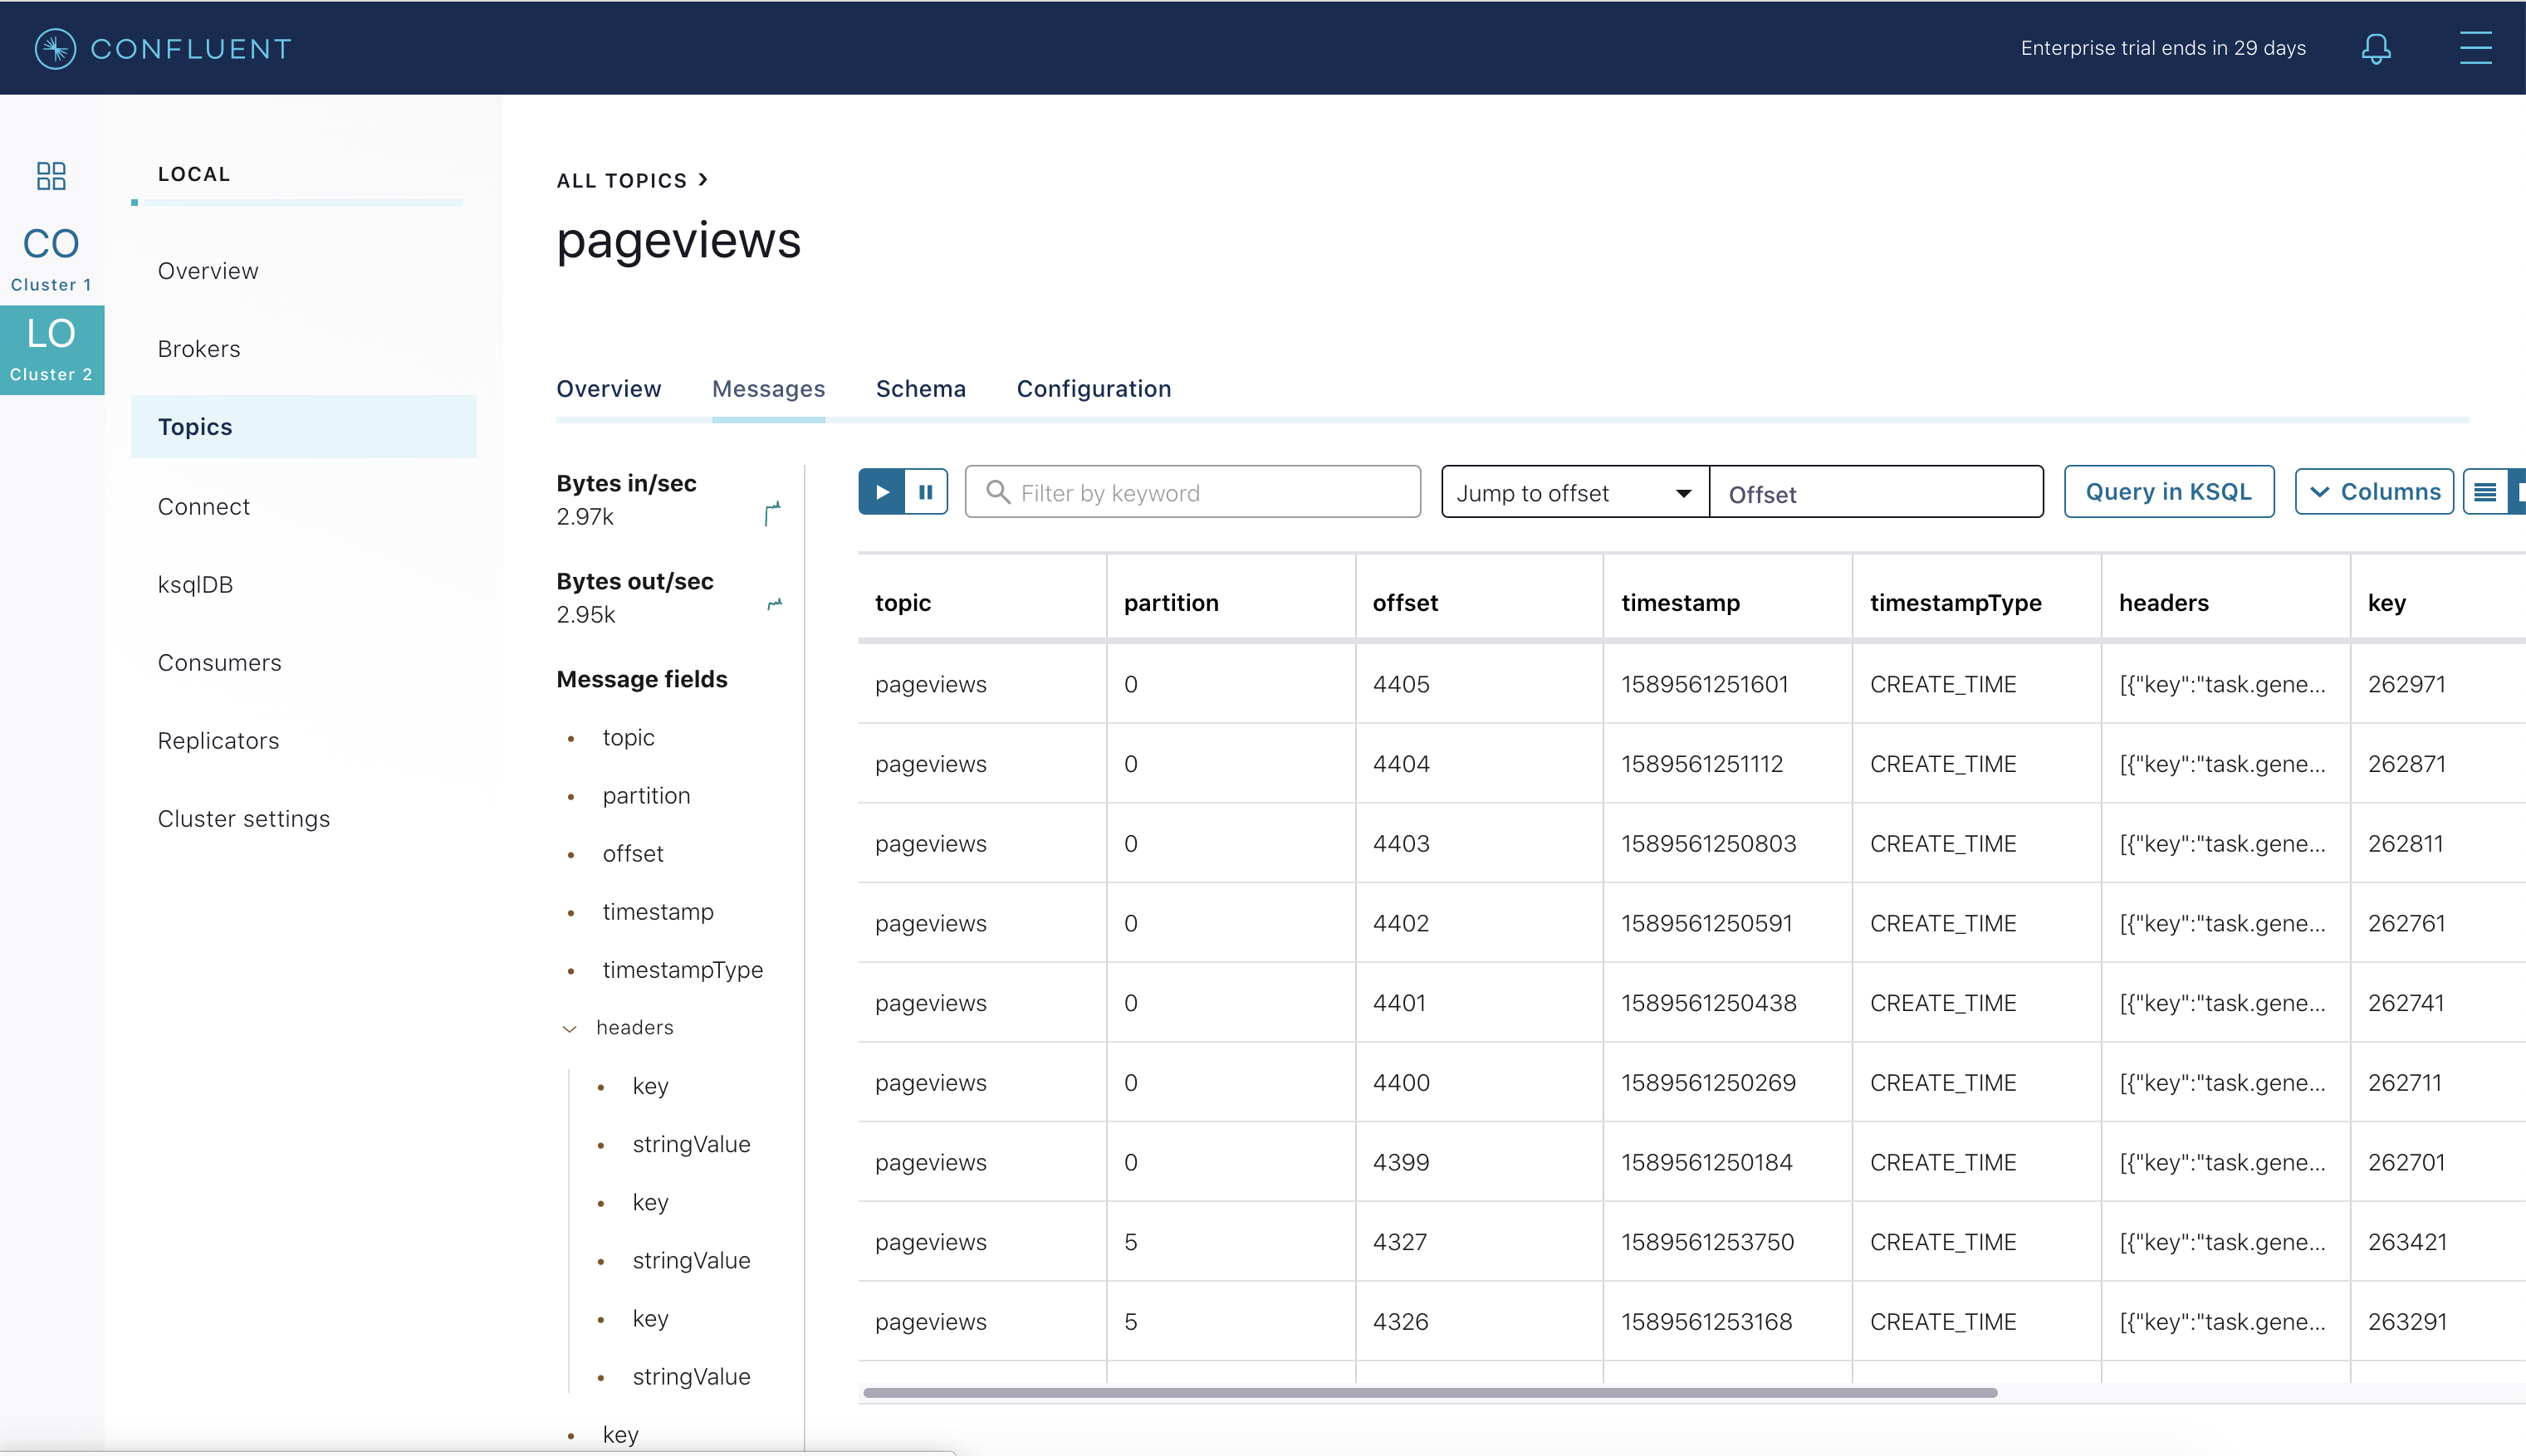 CONFLUENT
Enterprise trial ends in 29 days
CO
Cluster 1
LO
Cluster 2
LOCAL
Overview
Brokers
Topics
Connect
ksqlDB
Consumers
Replicators
Cluster settings
ALL TOPICS >
pageviews
Overview Messages Schema Configuration
Bytes in/sec
2.97k
Bytes out/sec
2.95k
Message fields
topic
partition
offset
timestamp
timestampType
headers
key
stringValue
key
stringValue
key
stringValue
key
Filter by keyword Jump to offset Offset Query in KSQL Columns
topic partition offset timestamp timestampType headers key
pageviews 0 4405 1589561251601 CREATE_TIME [{"key":"task.gene... 262971
pageviews 0 4404 1589561251112 CREATE_TIME [{"key":"task.gene... 262871
pageviews 0 4403 1589561250803 CREATE_TIME [{"key":"task.gene... 262811
pageviews 0 4402 1589561250591 CREATE_TIME [{"key":"task.gene... 262761
pageviews 0 4401 1589561250438 CREATE_TIME [{"key":"task.gene... 262741
pageviews 0 4400 1589561250269 CREATE_TIME [{"key":"task.gene... 262711
pageviews 0 4399 1589561250184 CREATE_TIME [{"key":"task.gene... 262701
pageviews 5 4327 1589561253750 CREATE_TIME [{"key":"task.gene... 263421
pageviews 5 4326 1589561253168 CREATE_TIME [{"key":"task.gene... 263291